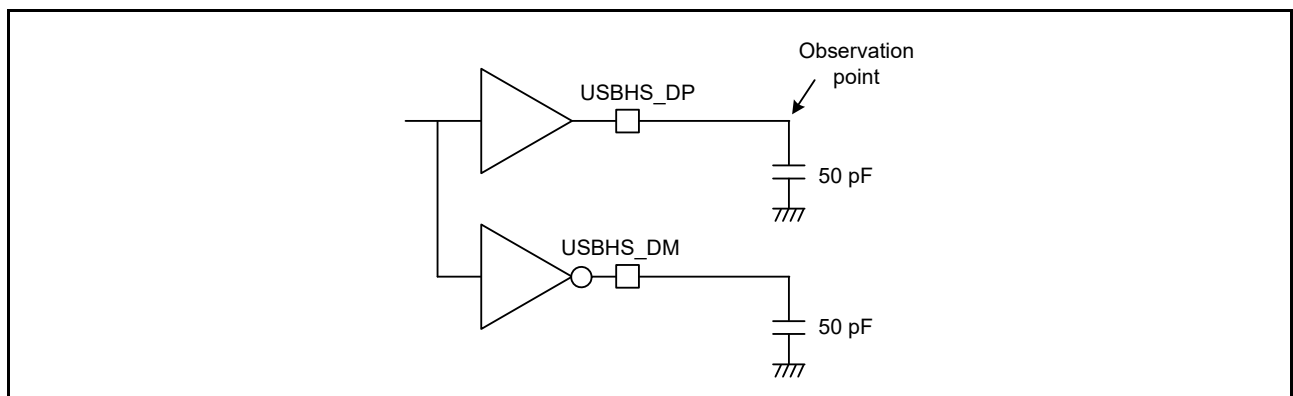 Observation
point
USBHS_DP
50 pF
USBHS_DM
50 pF